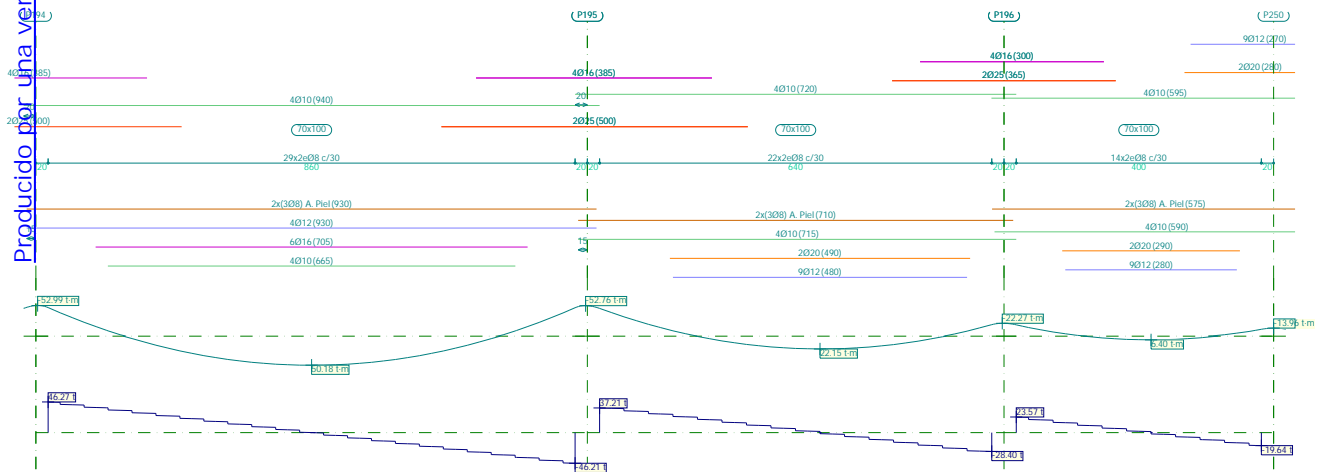 P194 P195 P196 P250
9Ø12 (270)
4Ø16 (300)
2Ø20 (280)
4Ø16 (385) 4Ø16 (385)
2Ø25 (365)
4Ø10 (720)
4Ø10 (595)
20
4Ø10 (940)
2Ø25 (500) 2Ø25 (500)
70x100 70x100 70x100
29x2eØ8 c/30 22x2eØ8 c/30 14x2eØ8 c/30
20 860 20 20 640 20 20 400 20
2x(3Ø8) A. Piel (930) 2x(3Ø8) A. Piel (575)
2x(3Ø8) A. Piel (710)
4Ø12 (930) 4Ø10 (590)
4Ø10 (715)
15
6Ø16 (705) 2Ø20 (290)
2Ø20 (490)
4Ø10 (665) 9Ø12 (280)
9Ø12 (480)
Producido por una ver
-52.99 t·m -52.76 t·m -22.27 t·m -13.96 t·m
50.18 t·m 22.15 t·m 6.40 t·m
46.27 t 37.21 t 23.57 t
-46.21 t -28.40 t -19.64 t